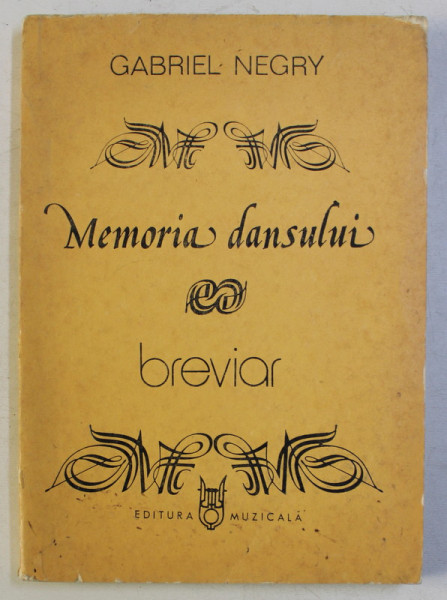 GABRIEL NEGRY
Memoria dansului
breviar
EDITURA MUZICALĂ